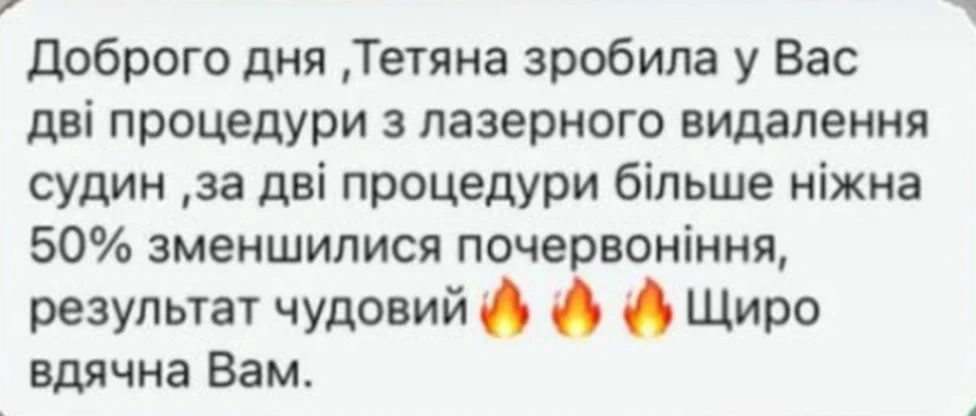 Доброго дня ,Тетяна зробила у Вас
дві процедури з лазерного видалення
судин ,за дві процедури більше ніжна
50% зменшилися почервоніння,
результат чудовий🔥 🔥 🔥 Щиро
вдячна Вам.